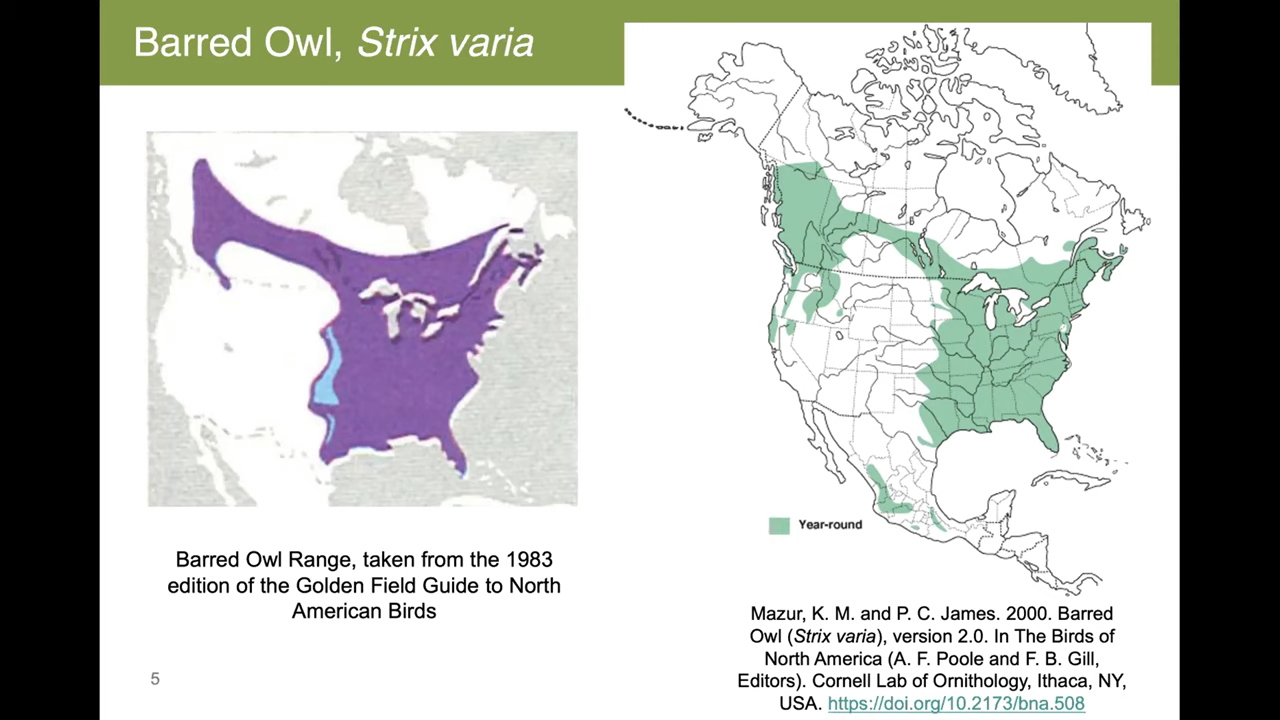 Barred Owl, Strix varia
Barred Owl Range, taken from the 1983
edition of the Golden Field Guide to North
American Birds
5
Year-round
Mazur, K. M. and P. C. James. 2000. Barred
Owl (Strix varia), version 2.0. In The Birds of
North America (A. F. Poole and F. B. Gill,
Editors). Cornell Lab of Ornithology, Ithaca, NY,
USA. https://doi.org/10.2173/bna.508